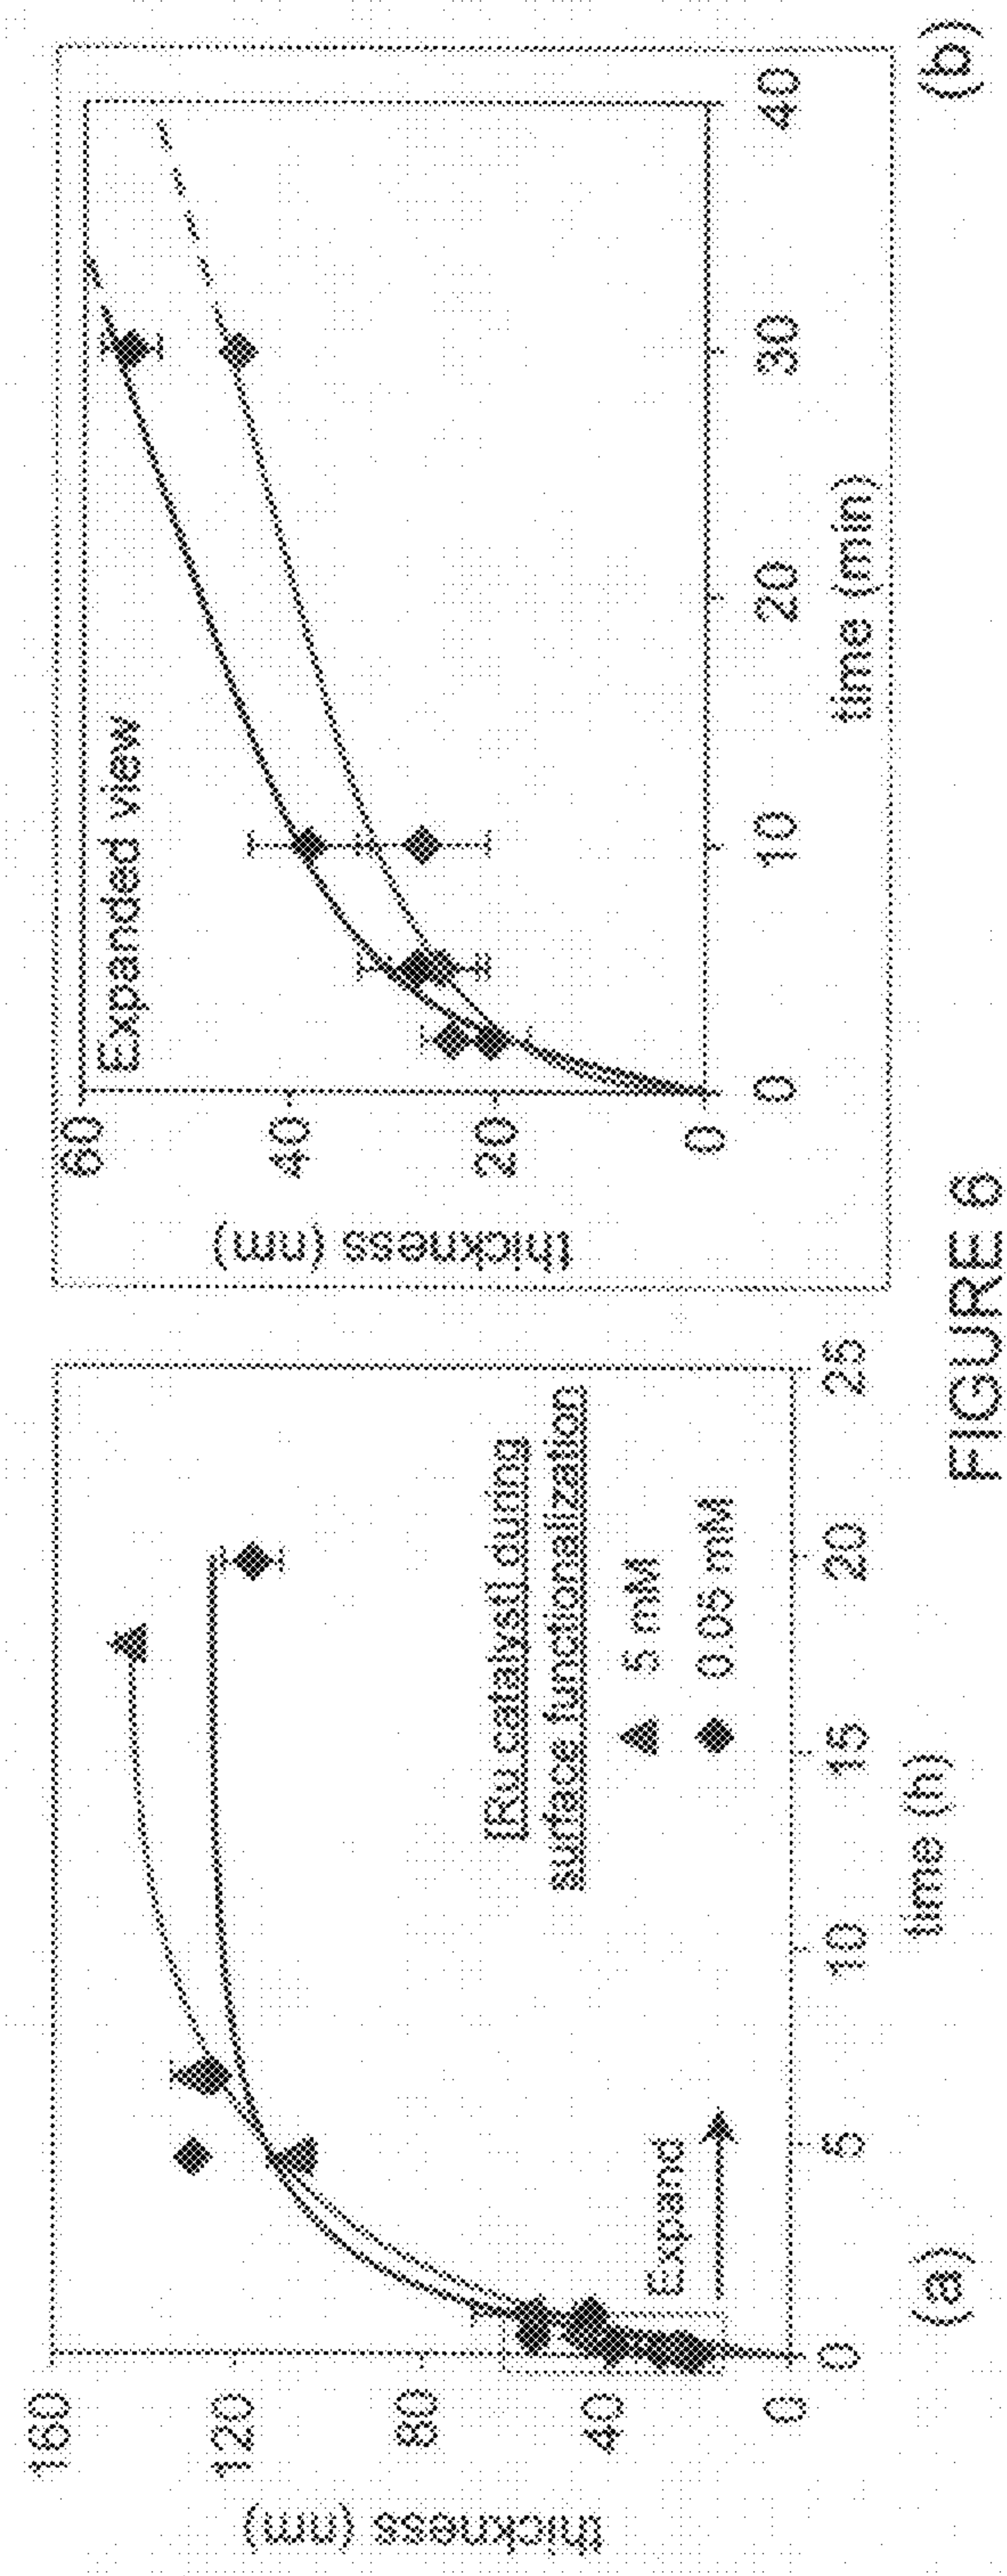 thickness (nm)
160
120
80
40
0
[Ru catalyst] during
surface functionalization
5 mM
0.05 mM
Expand
0
5
10
15
20
25
time (h)
(a)
Expanded view
thickness (nm)
60
40
20
0
0
10
20
30
40
time (min)
(b)
FIGURE 6